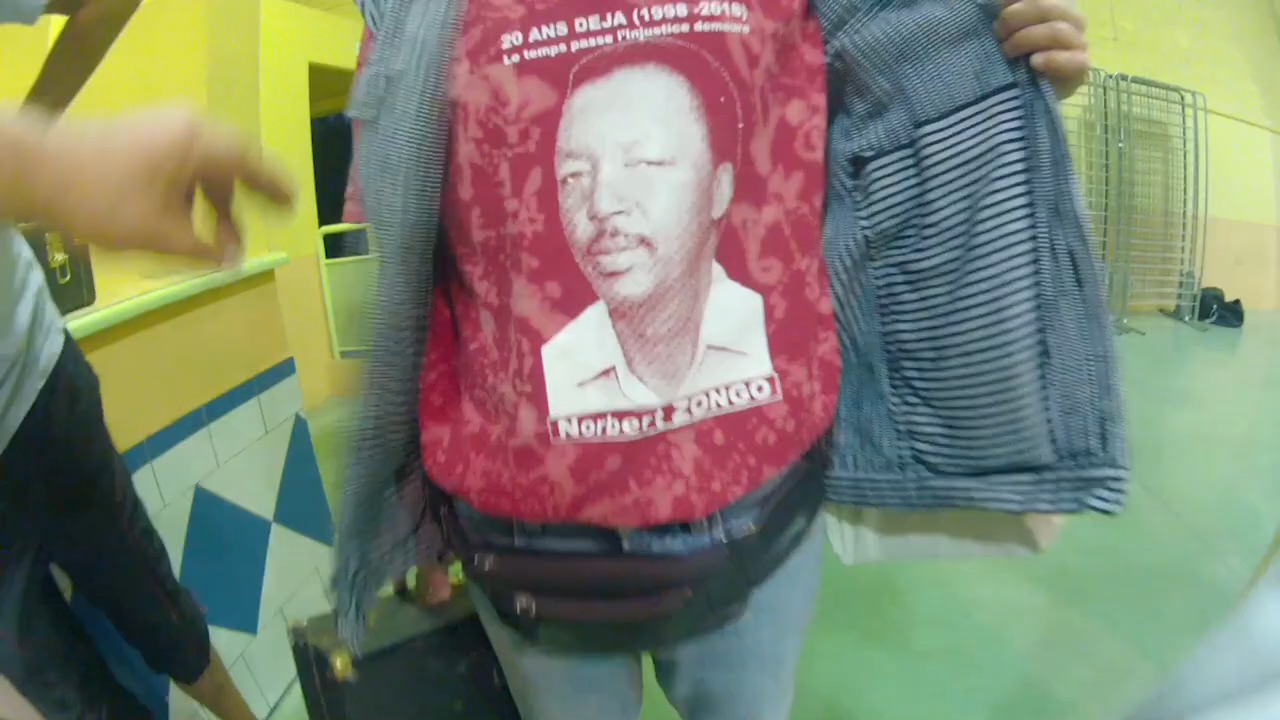 20 ANS DEJA (1998 -2018)
Le temps passe l'injustice demeure
Norbert ZONGO